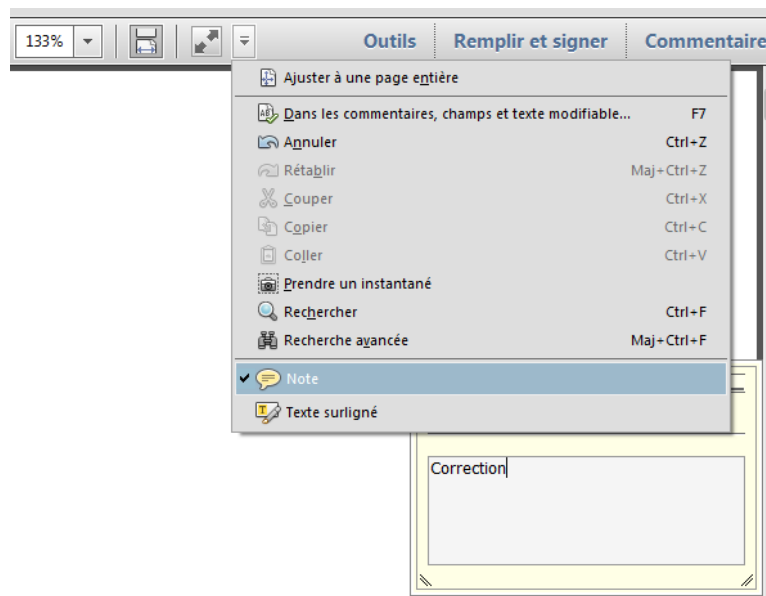 133% Outils Remplir et signer Commentaire
Ajuster à une page entière
Dans les commentaires, champs et texte modifiable... F7
Annuler Ctrl+Z
Rétablir Maj+Ctrl+Z
Couper Ctrl+X
Copier Ctrl+C
Coller Ctrl+V
Prendre un instantané
Rechercher Ctrl+F
Recherche avancée Maj+Ctrl+F
Note
Texte surligné
Correction